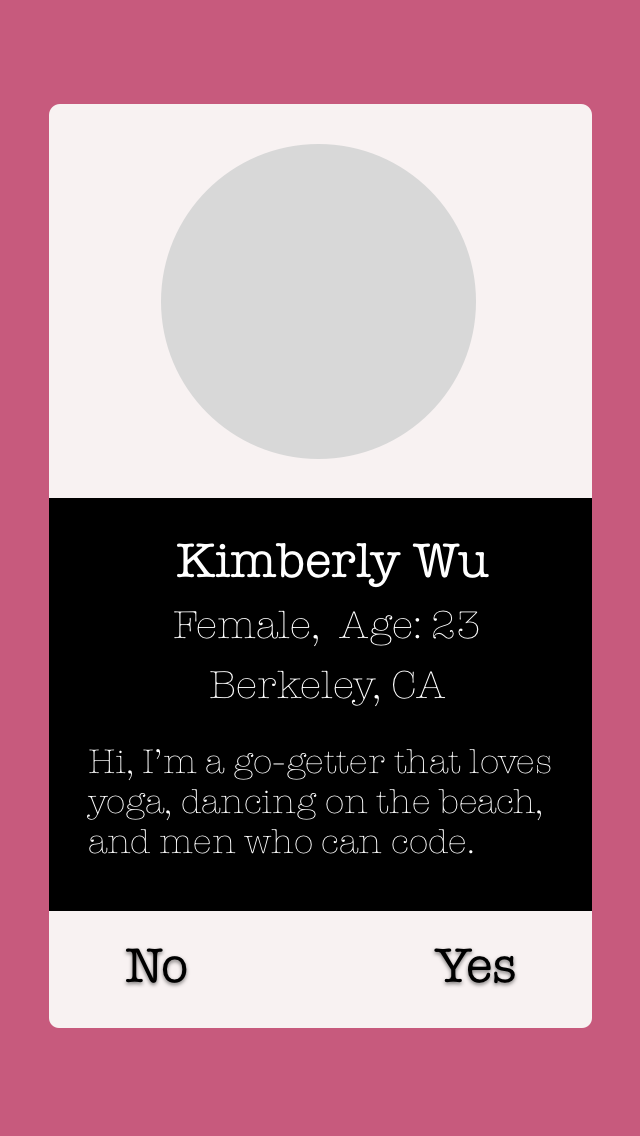 Kimberly Wu
Female, Age: 23
Berkeley, CA
Hi, I’m a go-getter that loves
yoga, dancing on the beach,
and men who can code.
No Yes